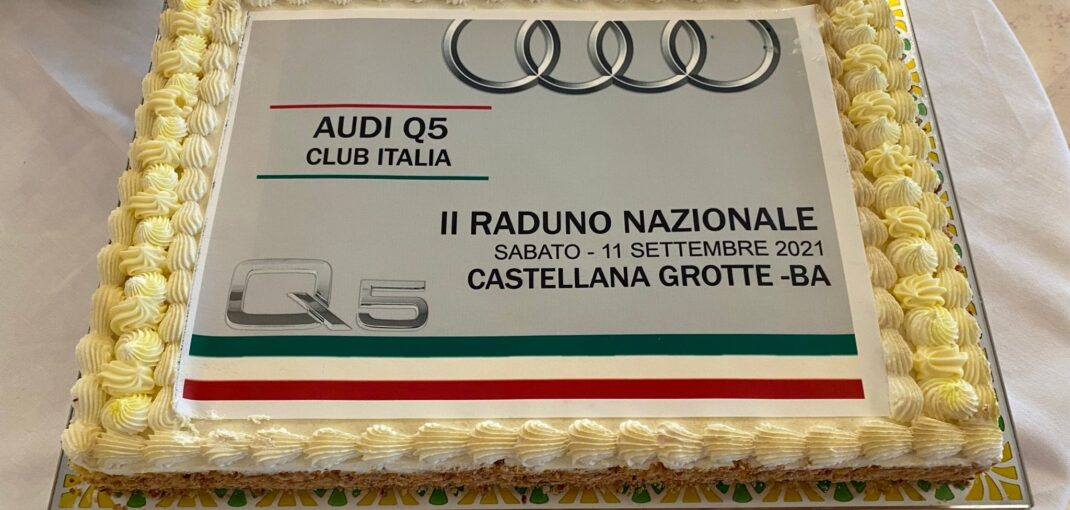 AUDI Q5
CLUB ITALIA
II RADUNO NAZIONALE
SABATO - 11 SETTEMBRE 2021
CASTELLANA GROTTE -BA
Q5